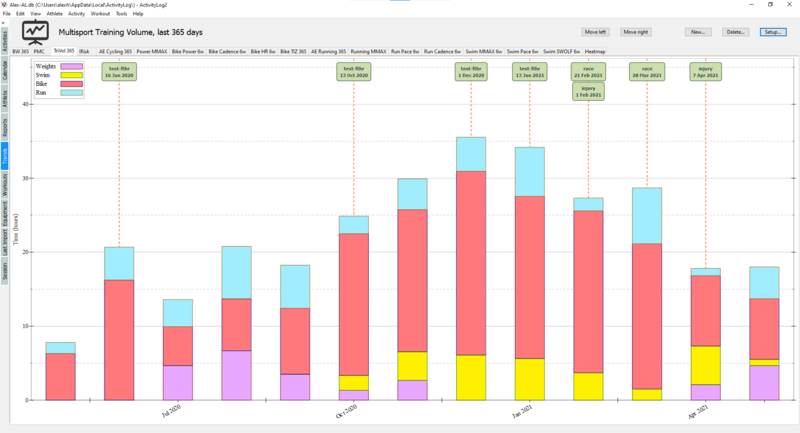 Alex -AL.db (C:\Users\alexh\AppData\Local\ActivityLog\) - ActivityLog2
File Edit View Athlete Activity Workout Tools Help
Multisport Training Volume, last 365 days
Move left Move right New... Delete... Setup...
BW 365 PMC TriVol 365 IRisk AE Cycling 365 Power MMAX Bike Power 6w Bike Cadence 6w Bike HR 6w Bike TIZ 365 AE Running 365 Running MMAX Run Pace 6w Run Cadence 6w Swim MMAX 6w Swim Pace 6w Swim SWOLF 6w Heatmap
Activities
Calendar
Athlete
Reports
Trends
Workouts
Equipment
Last Import
Session
Weights
Swim
Bike
Run
test-fthr
16 Jun 2020
test-fthr
13 Oct 2020
test-fthr
1 Dec 2020
test-fthr
13 Jan 2021
race
21 Feb 2021
injury
1 Feb 2021
race
28 Mar 2021
injury
7 Apr 2021
Time (hours)
40
30
20
10
0
Jul 2020
Oct 2020
Jan 2021
Apr 2021